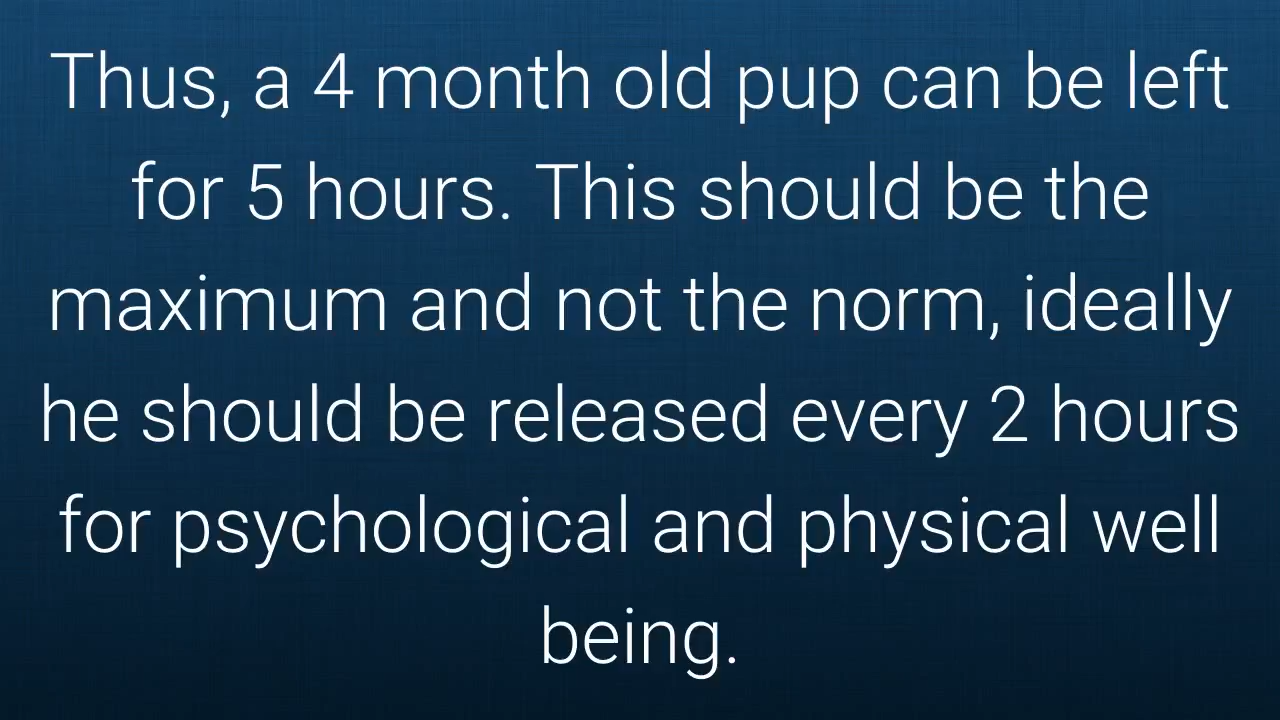 Thus, a 4 month old pup can be left
for 5 hours. This should be the
maximum and not the norm, ideally
he should be released every 2 hours
for psychological and physical well
being.